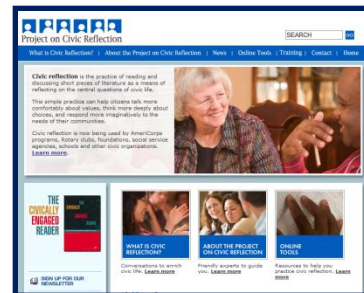 Project on Civic Reflection
SEARCH
GO
What is Civic Reflection? | About the Project on Civic Reflection | News | Online Tools | Training | Contact | Home
Civic reflection is the practice of reading and
discussing short pieces of literature as a means of
reflecting on the central questions of civic life.
This simple practice can help citizens talk more
comfortably about values, think more deeply about
choices, and respond more imaginatively to the
needs of their communities.
Civic reflection is now being used by AmeriCorps
programs, Rotary clubs, foundations, social service
agencies, schools and other civic organizations.
Learn more.
THE
CIVICALLY
ENGAGED
READER
SIGN UP FOR OUR
NEWSLETTER
WHAT IS CIVIC
REFLECTION?
Conversations to enrich
civic life. Learn more
ABOUT THE PROJECT
ON CIVIC REFLECTION
Friendly experts to guide
you. Learn more
ONLINE
TOOLS
Resources to help you
practice civic reflection. Learn
more